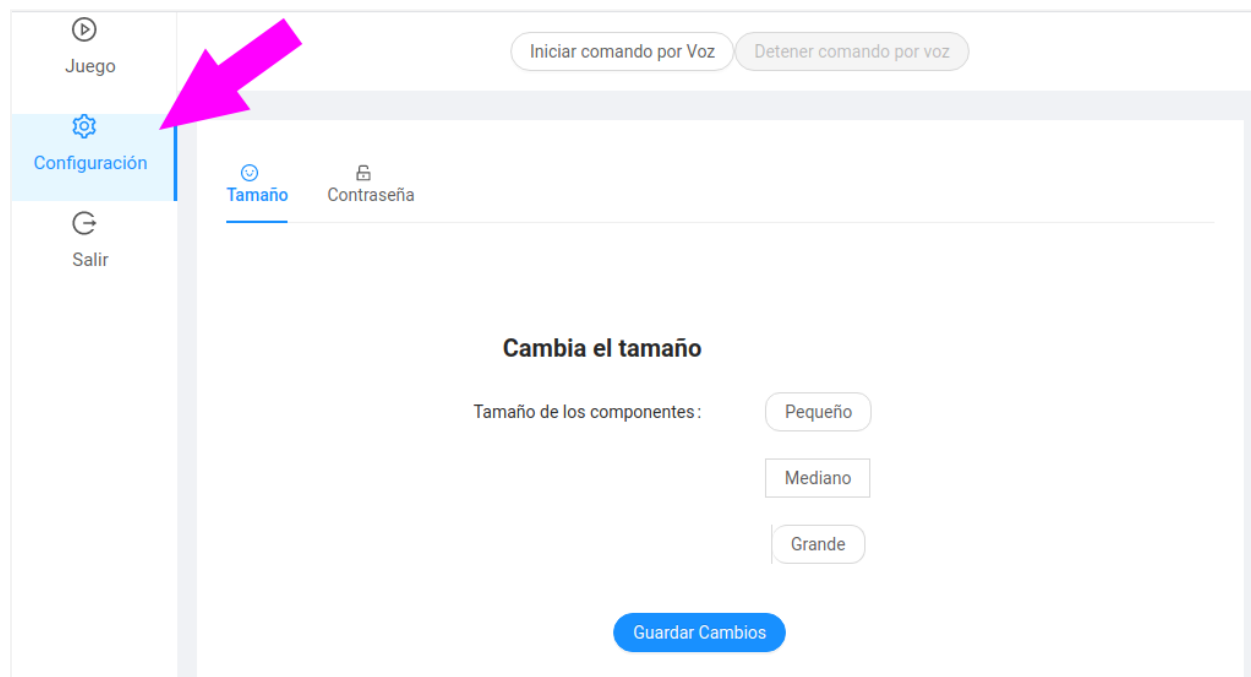 Juego
Iniciar comando por Voz
Detener comando por voz
Configuración
Salir
Tamaño
Contraseña
Cambia el tamaño
Tamaño de los componentes:
Pequeño
Mediano
Grande
Guardar Cambios